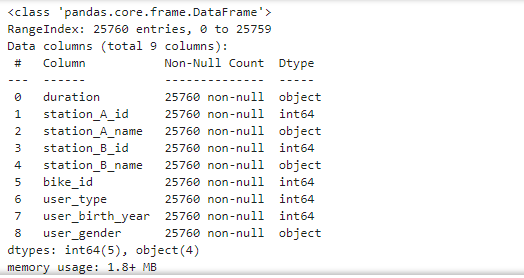 <class 'pandas.core.frame.DataFrame'>
RangeIndex: 25760 entries, 0 to 25759
Data columns (total 9 columns):
 #   Column           Non-Null Count  Dtype
---  ------           --------------  -----
 0   duration         25760 non-null  object
 1   station_A_id     25760 non-null  int64
 2   station_A_name   25760 non-null  object
 3   station_B_id     25760 non-null  int64
 4   station_B_name   25760 non-null  object
 5   bike_id          25760 non-null  int64
 6   user_type        25760 non-null  int64
 7   user_birth_year  25760 non-null  int64
 8   user_gender      25760 non-null  object
dtypes: int64(5), object(4)
memory usage: 1.8+ MB